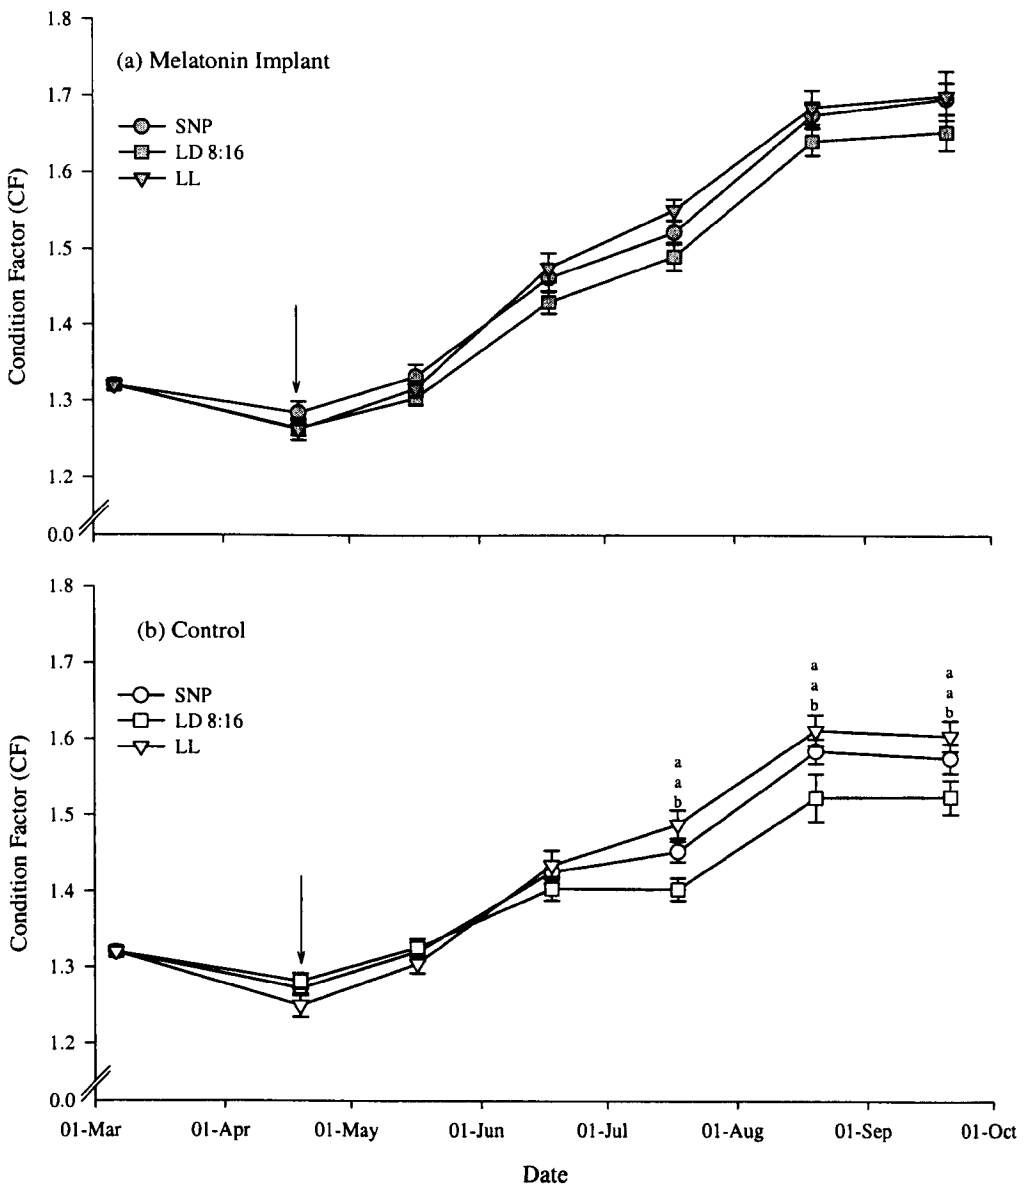 1.8
(a) Melatonin Implant
1.7
SNP
LD 8:16
1.6
LL
1.5
1.4
1.3
1.2
0.0
Condition Factor (CF)
1.8
(b) Control
1.7
a
a
b
a
a
b
SNP
LD 8:16
LL
1.6
a
a
b
1.5
1.4
1.3
1.2
0.0
Condition Factor (CF)
01-Mar 01-Apr 01-May 01-Jun 01-Jul 01-Aug 01-Sep 01-Oct
Date